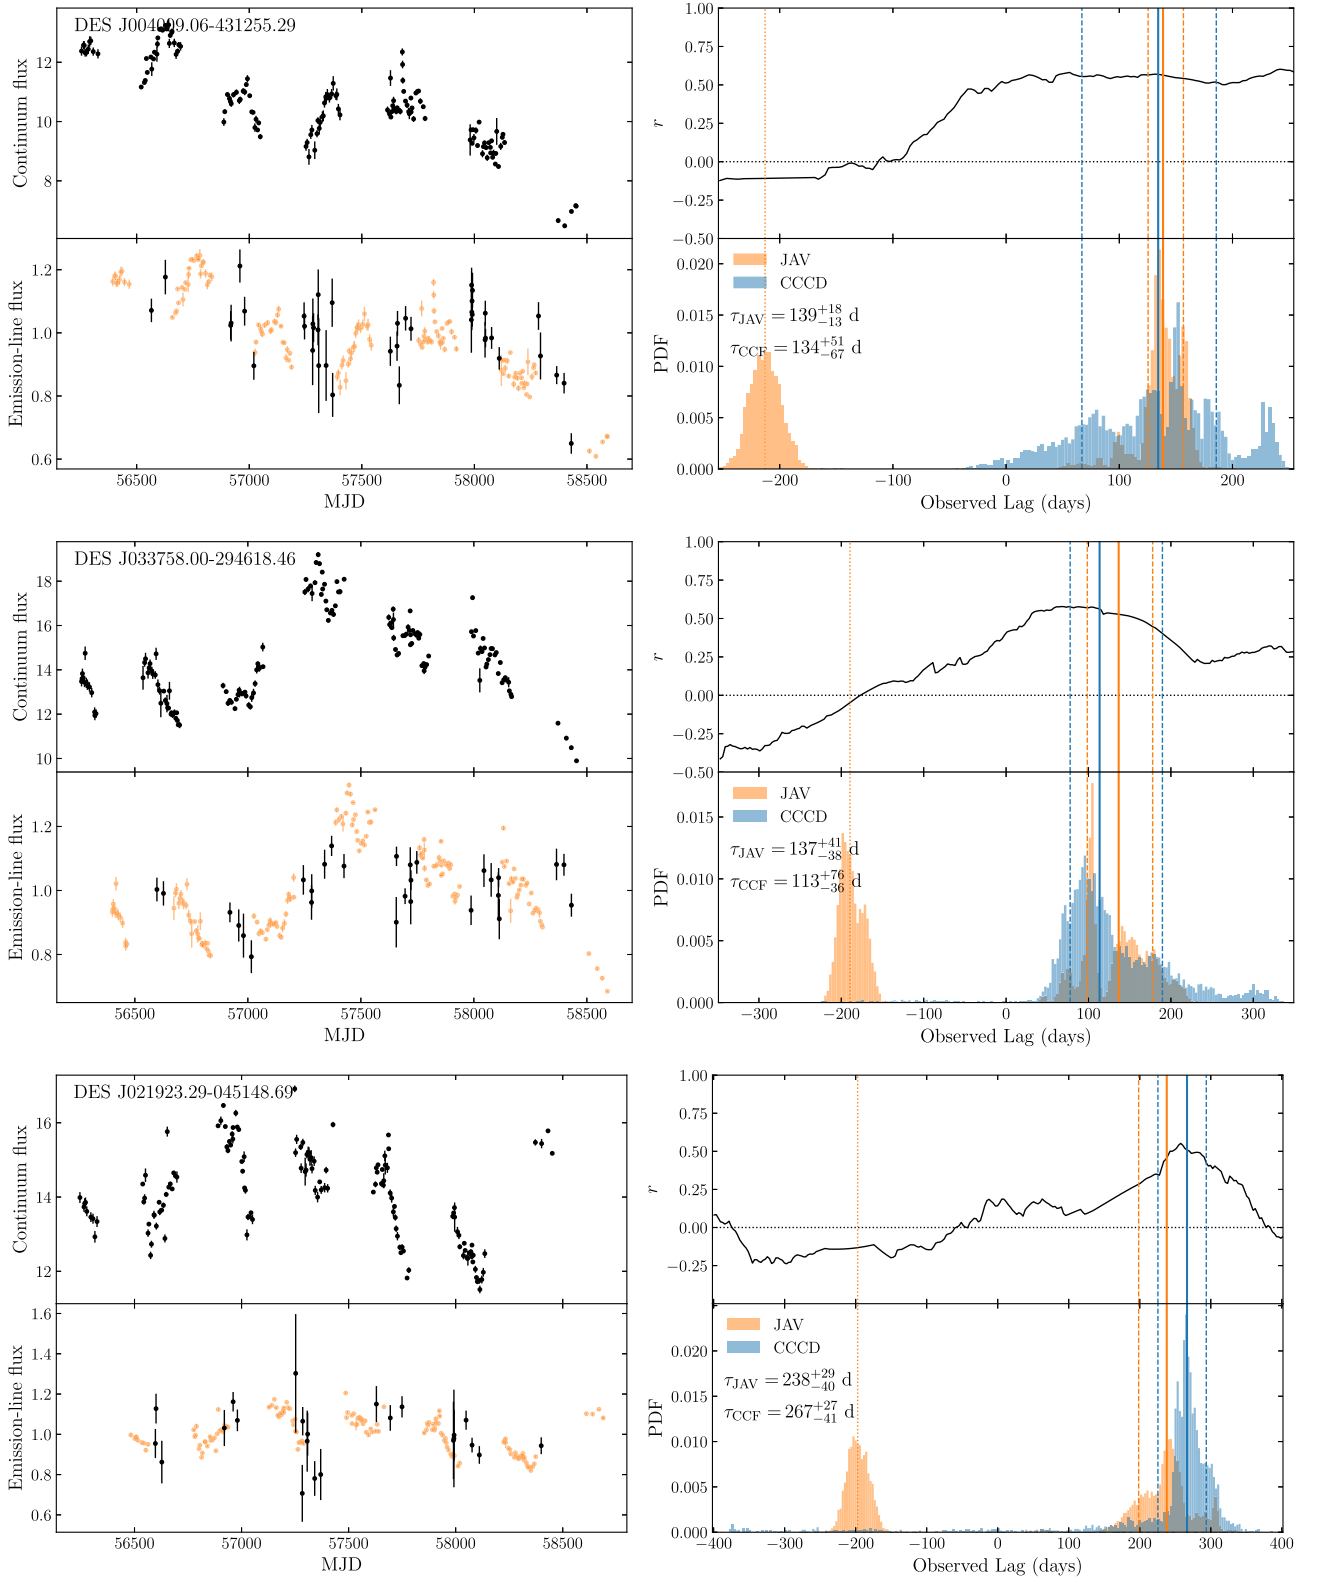 DES J004009.06-431255.29
Continuum flux
12
10
8
Emission-line flux
1.2
1.0
0.8
0.6
56500 57000 57500 58000 58500
MJD
r
1.00
0.75
0.50
0.25
0.00
−0.25
−0.50
JAV
CCCD
τJAV = 139+18−13 d
τCCF = 134+51−67 d
PDF
0.020
0.015
0.010
0.005
0.000
−200 −100 0 100 200
Observed Lag (days)
DES J033758.00-294618.46
Continuum flux
18
16
14
12
10
Emission-line flux
1.2
1.0
0.8
56500 57000 57500 58000 58500
MJD
r
1.00
0.75
0.50
0.25
0.00
−0.25
−0.50
JAV
CCCD
τJAV = 137+41−38 d
τCCF = 113+76−36 d
PDF
0.015
0.010
0.005
0.000
−300 −200 −100 0 100 200 300
Observed Lag (days)
DES J021923.29-045148.69
Continuum flux
16
14
12
Emission-line flux
1.6
1.4
1.2
1.0
0.8
0.6
56500 57000 57500 58000 58500
MJD
r
1.00
0.75
0.50
0.25
0.00
−0.25
JAV
CCCD
τJAV = 238+29−40 d
τCCF = 267+27−41 d
PDF
0.020
0.015
0.010
0.005
0.000
−400 −300 −200 −100 0 100 200 300 400
Observed Lag (days)